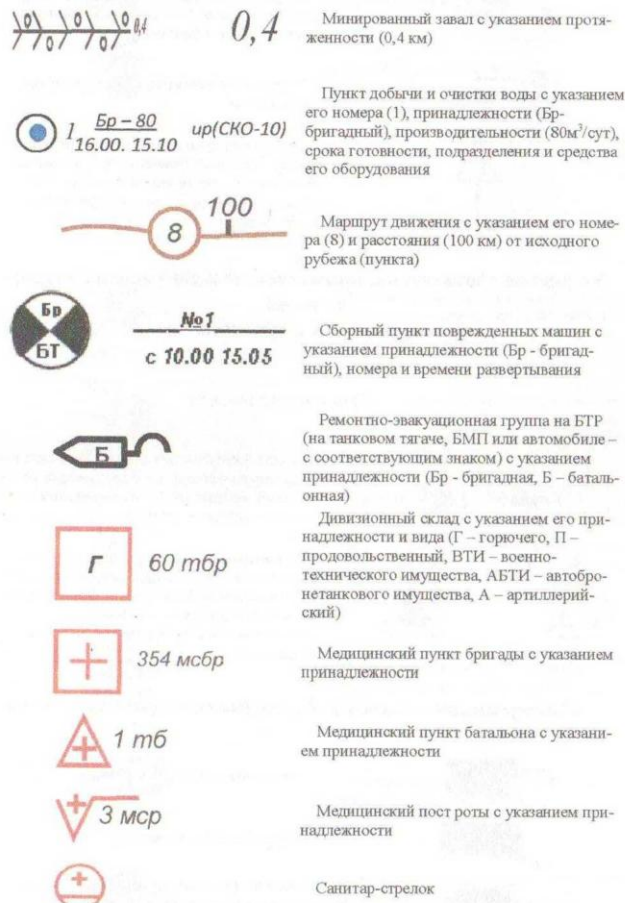 0,4
0,4
Минированный завал с указанием протя-
женности (0,4 км)
1 Бр – 80
16.00. 15.10
ир(СКО-10)
Пункт добычи и очистки воды с указанием
его номера (1), принадлежности (Бр-
бригадный), производительности (80м³/сут),
срока готовности, подразделения и средства
его оборудования
8
100
Маршрут движения с указанием его номе-
ра (8) и расстояния (100 км) от исходного
рубежа (пункта)
Бр
БТ
№1
с 10.00 15.05
Сборный пункт поврежденных машин с
указанием принадлежности (Бр - бригад-
ный), номера и времени развертывания
Б
Ремонтно-эвакуационная группа на БТР
(на танковом тягаче, БМП или автомобиле –
с соответствующим знаком) с указанием
принадлежности (Бр - бригадная, Б – баталь-
онная)
Г
60 тбр
Дивизионный склад с указанием его при-
надлежности и вида (Г – горючего, П –
продовольственный, ВТИ – военно-
технического имущества, АБТИ – автобро-
нетанкового имущества, А – артиллерий-
ский)
354 мсбр
Медицинский пункт бригады с указанием
принадлежности
1 тб
Медицинский пункт батальона с указани-
ем принадлежности
3 мср
Медицинский пост роты с указанием при-
надлежности
Санитар-стрелок